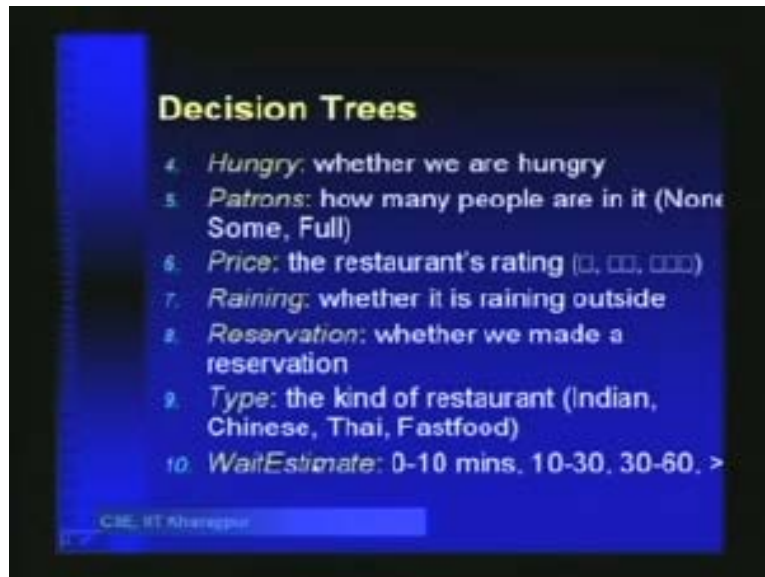 Decision Trees
4. Hungry: whether we are hungry
5. Patrons: how many people are in it (None
Some, Full)
6. Price: the restaurant's rating (□, □□, □□□)
7. Raining: whether it is raining outside
8. Reservation: whether we made a
reservation
9. Type: the kind of restaurant (Indian,
Chinese, Thai, Fastfood)
10. WaitEstimate: 0-10 mins, 10-30, 30-60, >
CSE, IIT Kharagpur